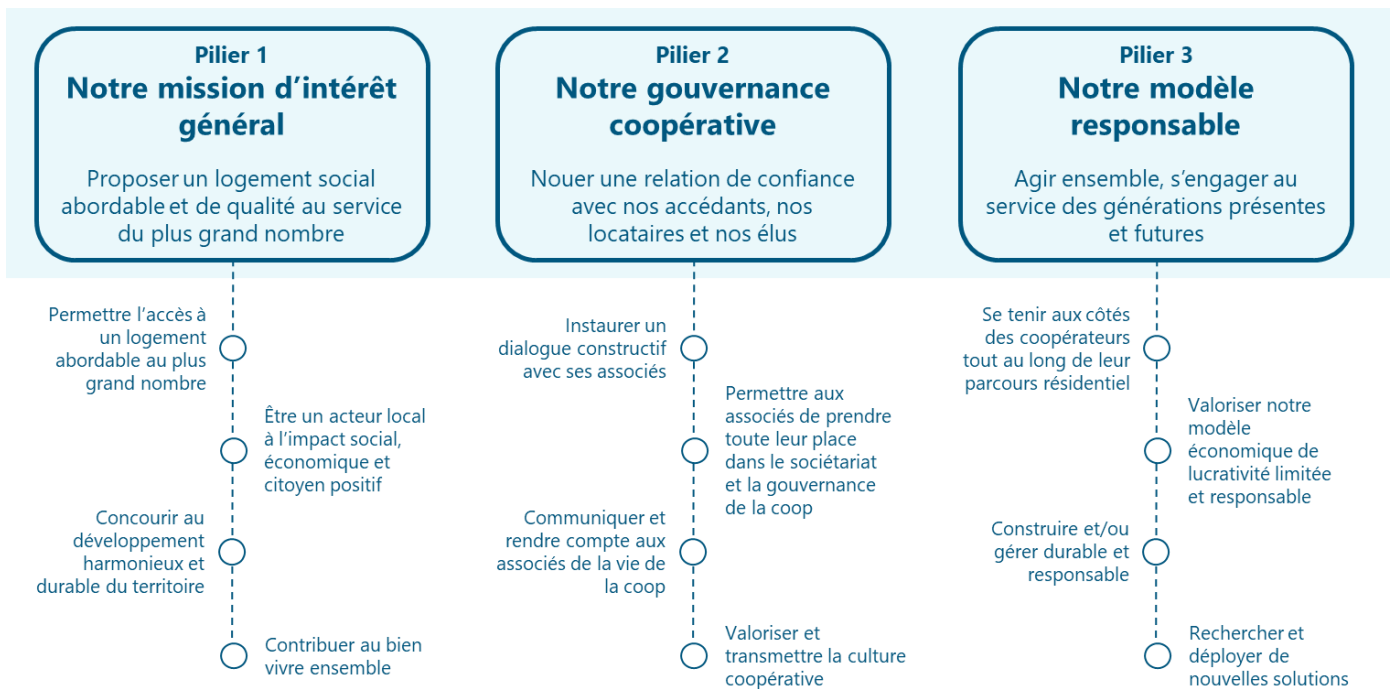 Pilier 1
Notre mission d’intérêt
général
Proposer un logement social
abordable et de qualité au service
du plus grand nombre
Permettre l’accès à
un logement
abordable au plus
grand nombre
Être un acteur local
à l’impact social,
économique et
citoyen positif
Concourir au
développement
harmonieux et
durable du territoire
Contribuer au bien
vivre ensemble
Pilier 2
Notre gouvernance
coopérative
Nouer une relation de confiance
avec nos accédants, nos
locataires et nos élus
Instaurer un
dialogue constructif
avec ses associés
Permettre aux
associés de prendre
toute leur place
dans le sociétariat
et la gouvernance
de la coop
Communiquer et
rendre compte aux
associés de la vie de
la coop
Valoriser et
transmettre la culture
coopérative
Pilier 3
Notre modèle
responsable
Agir ensemble, s’engager au
service des générations présentes
et futures
Se tenir aux côtés
des coopérateurs
tout au long de leur
parcours résidentiel
Valoriser notre
modèle
économique de
lucrativité limitée
et responsable
Construire et/ou
gérer durable et
responsable
Rechercher et
déployer de
nouvelles solutions